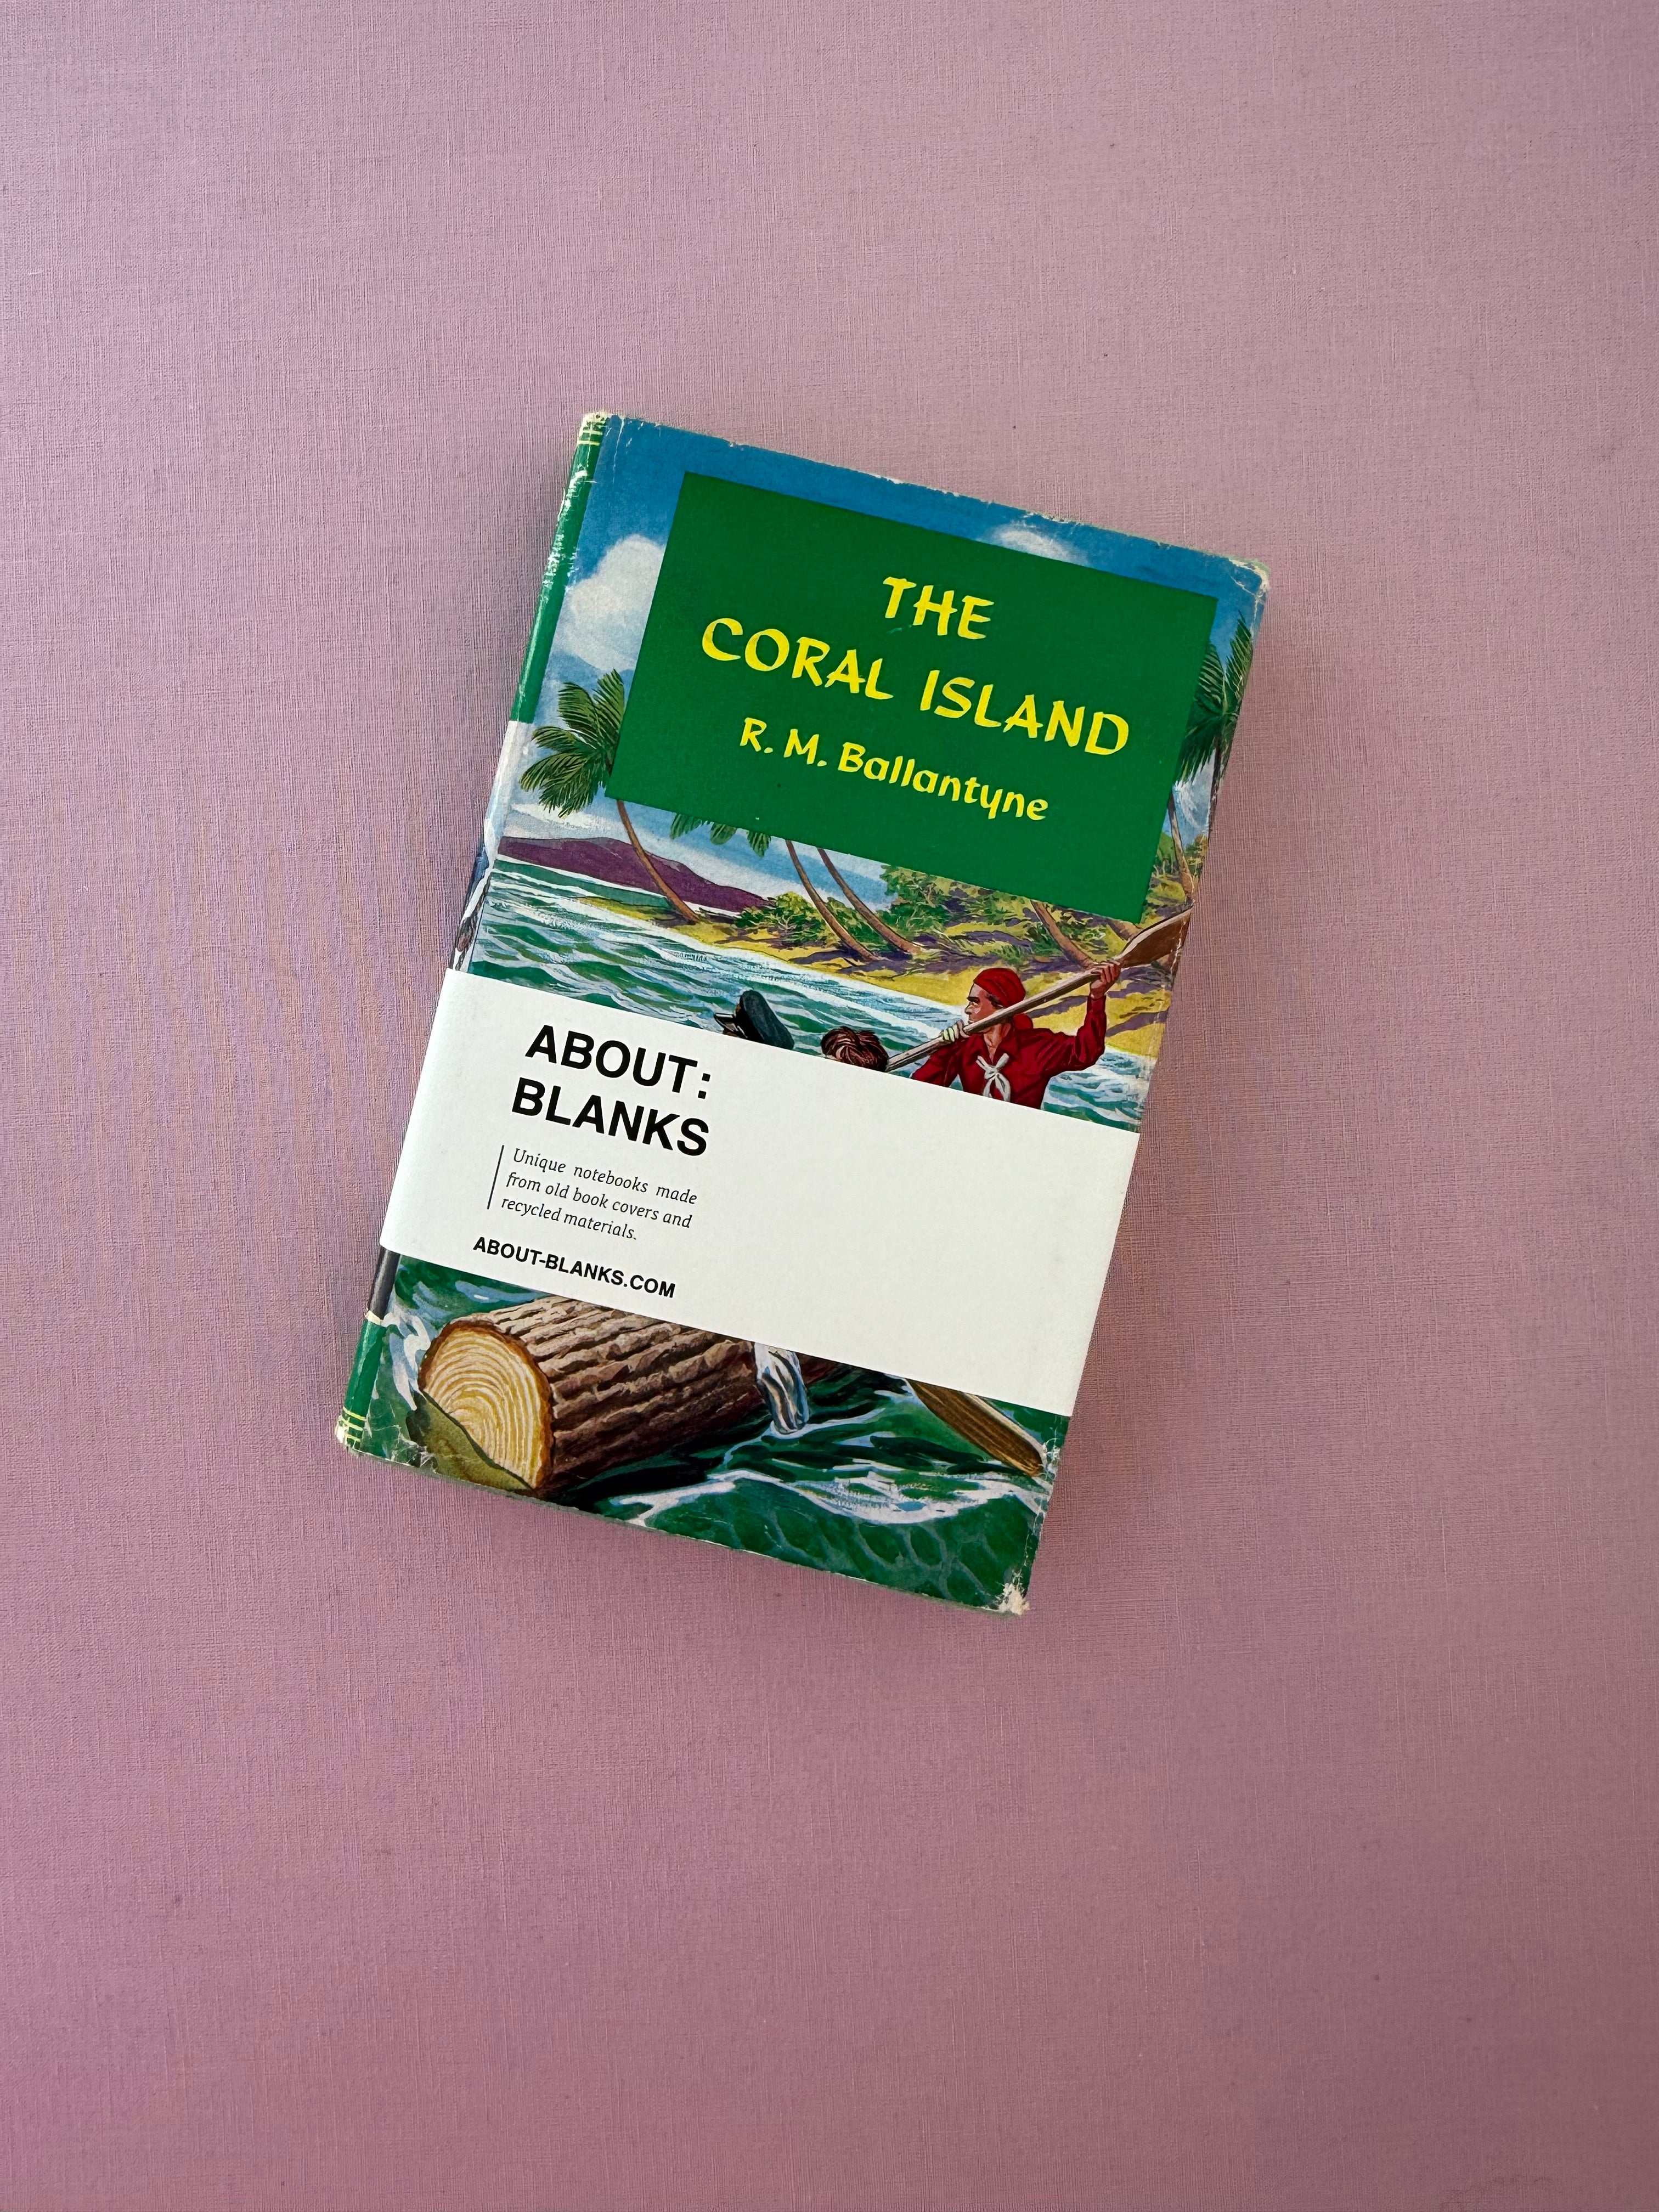 THE
CORAL ISLAND
R. M. Ballantyne
ABOUT:
BLANKS
Unique notebooks made
from old book covers and
recycled materials.
ABOUT-BLANKS.COM